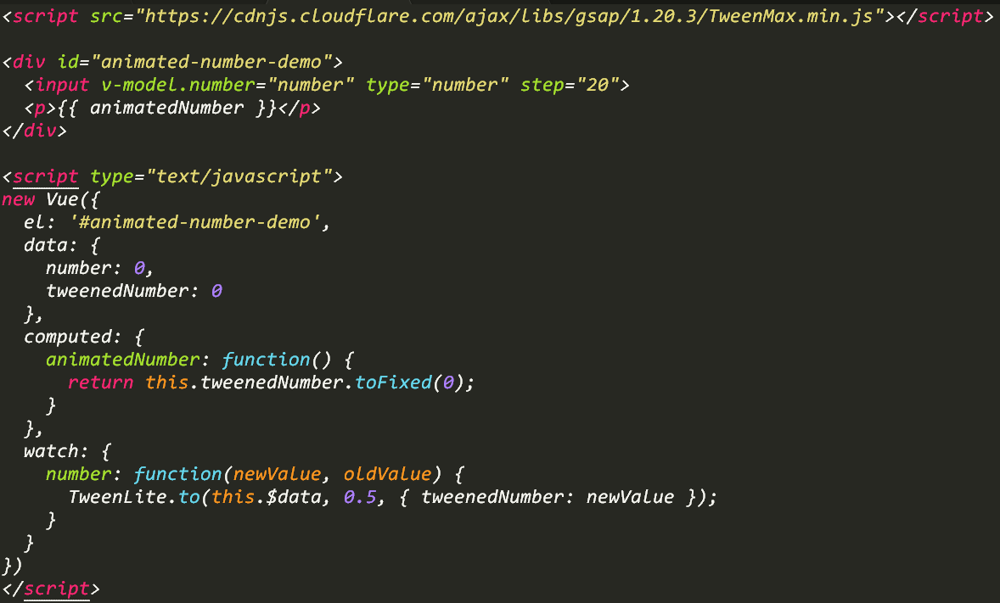 <script src="https://cdnjs.cloudflare.com/ajax/libs/gsap/1.20.3/TweenMax.min.js"></script>

<div id="animated-number-demo">
  <input v-model.number="number" type="number" step="20">
  <p>{{ animatedNumber }}</p>
</div>

<script type="text/javascript">
new Vue({
  el: '#animated-number-demo',
  data: {
    number: 0,
    tweenedNumber: 0
  },
  computed: {
    animatedNumber: function() {
      return this.tweenedNumber.toFixed(0);
    }
  },
  watch: {
    number: function(newValue, oldValue) {
      TweenLite.to(this.$data, 0.5, { tweenedNumber: newValue });
    }
  }
})
</script>